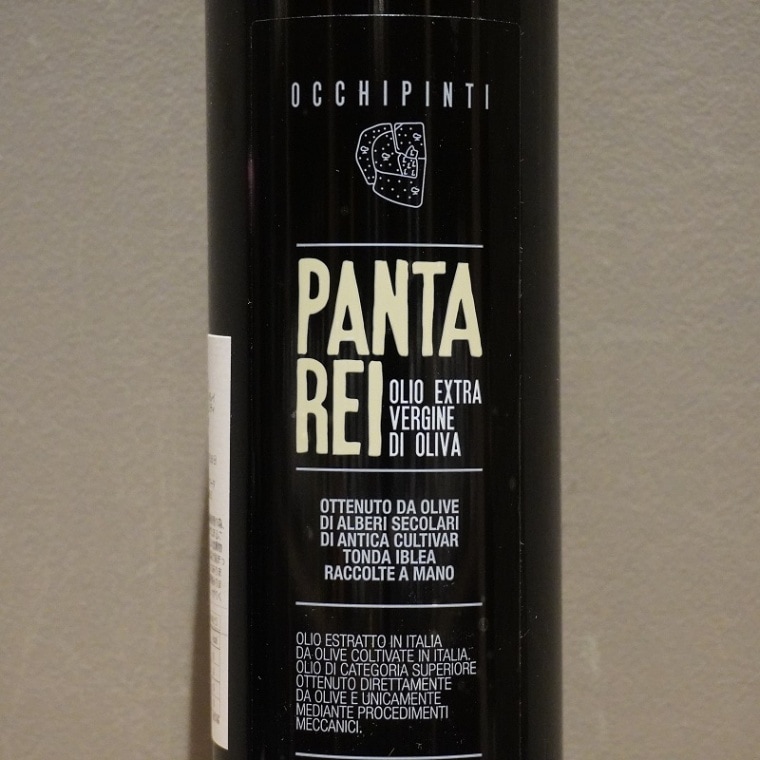 OCCHIPINTI
PANTA
REI
OLIO EXTRA
VERGINE
DI OLIVA
OTTENUTO DA OLIVE
DI ALBERI SECOLARI
DI ANTICA CULTIVAR
TONDA IBLEA
RACCOLTE A MANO
OLIO ESTRATTO IN ITALIA
DA OLIVE COLTIVATE IN ITALIA.
OLIO DI CATEGORIA SUPERIORE
OTTENUTO DIRETTAMENTE
DA OLIVE E UNICAMENTE
MEDIANTE PROCEDIMENTI
MECCANICI.